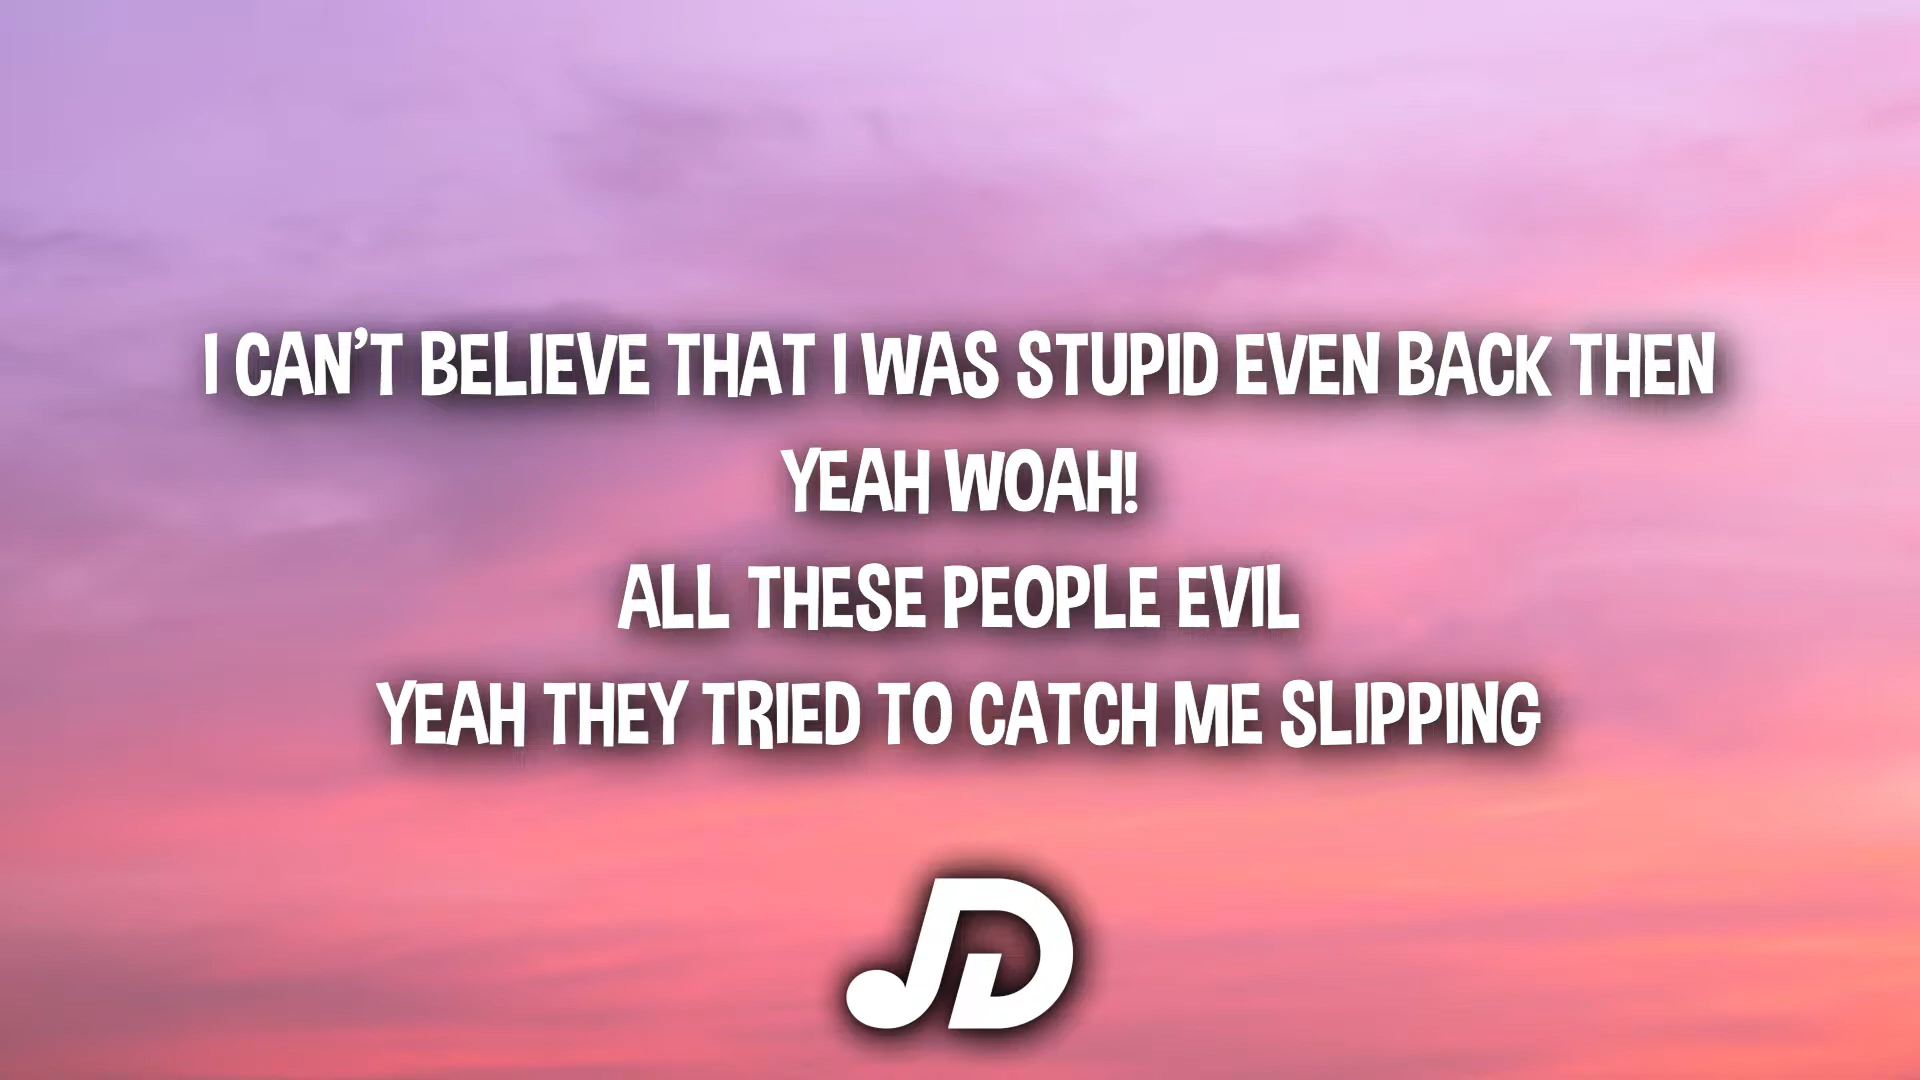 I CAN'T BELIEVE THAT I WAS STUPID EVEN BACK THEN
YEAH WOAH!
ALL THESE PEOPLE EVIL
YEAH THEY TRIED TO CATCH ME SLIPPING
JD